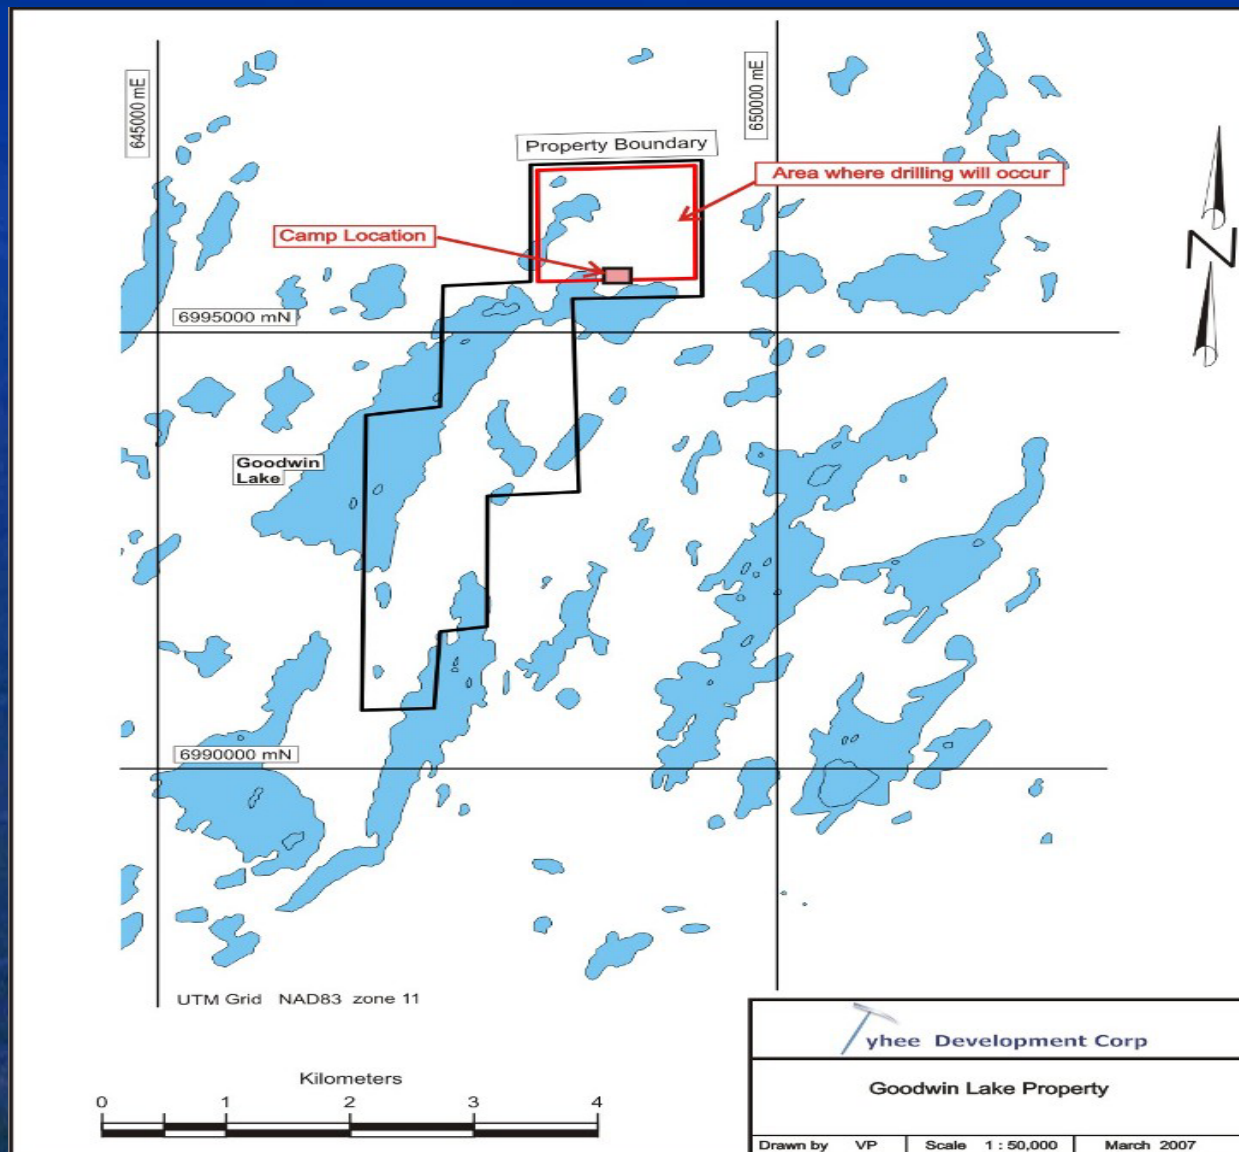 645000 mE
650000 mE
Property Boundary
Area where drilling will occur
Camp Location
N
6995000 mN
Goodwin
Lake
6990000 mN
UTM Grid NAD83 zone 11
Kilometers
0 1 2 3 4
Tyhee Development Corp
Goodwin Lake Property
Drawn by VP Scale 1 : 50,000 March 2007